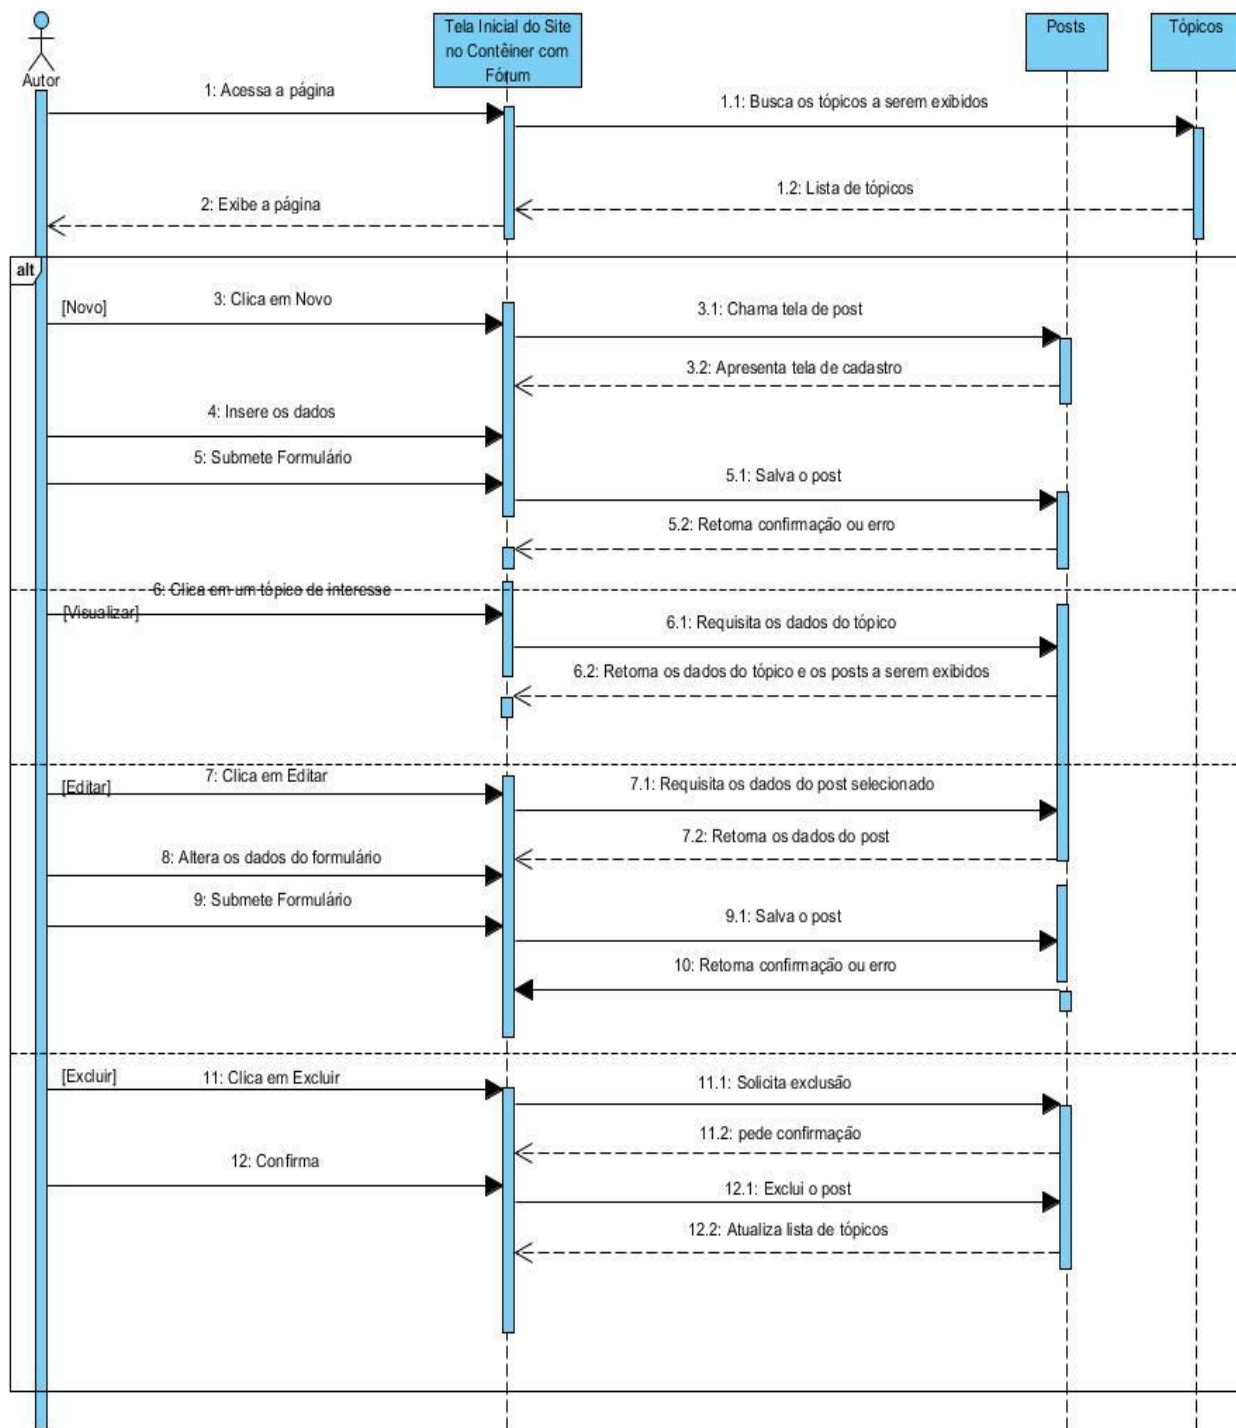 Autor
Tela Inicial do Site
no Contêiner com
Fórum
Posts
Tópicos
1: Acessa a página
1.1: Busca os tópicos a serem exibidos
1.2: Lista de tópicos
2: Exibe a página
alt
[Novo]
3: Clica em Novo
3.1: Chama tela de post
3.2: Apresenta tela de cadastro
4: Insere os dados
5: Submete Formulário
5.1: Salva o post
5.2: Retorna confirmação ou erro
6: Clica em um tópico de interesse
[Visualizar]
6.1: Requisita os dados do tópico
6.2: Retorna os dados do tópico e os posts a serem exibidos
7: Clica em Editar
[Editar]
7.1: Requisita os dados do post selecionado
7.2: Retorna os dados do post
8: Altera os dados do formulário
9: Submete Formulário
9.1: Salva o post
10: Retorna confirmação ou erro
[Excluir]
11: Clica em Excluir
11.1: Solicita exclusão
11.2: pede confirmação
12: Confirma
12.1: Exclui o post
12.2: Atualiza lista de tópicos